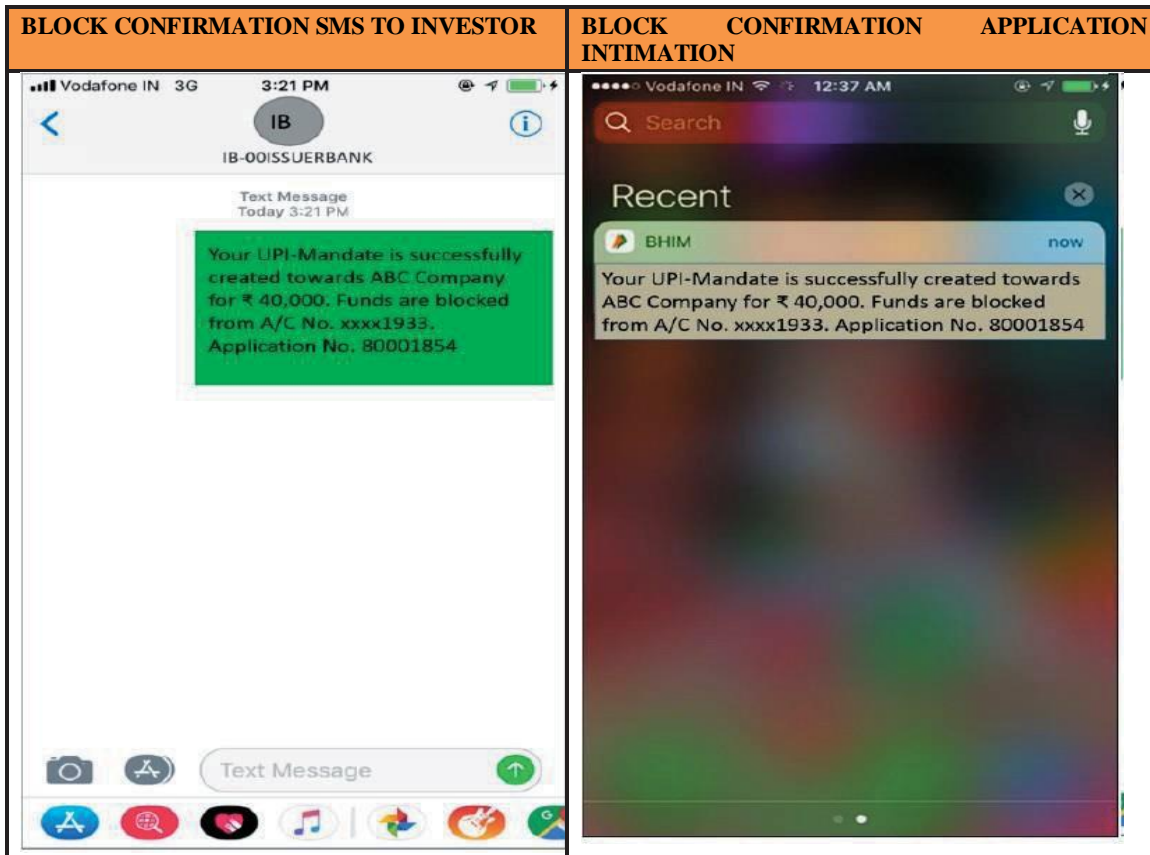 BLOCK CONFIRMATION SMS TO INVESTOR
Vodafone IN 3G 3:21 PM
IB
IB-00ISSUERBANK
Text Message
Today 3:21 PM
Your UPI-Mandate is successfully
created towards ABC Company
for ₹ 40,000. Funds are blocked
from A/C No. xxxx1933.
Application No. 80001854
Text Message
BLOCK CONFIRMATION APPLICATION
INTIMATION
Vodafone IN 12:37 AM
Search
Recent
BHIM now
Your UPI-Mandate is successfully created towards
ABC Company for ₹ 40,000. Funds are blocked
from A/C No. xxxx1933. Application No. 80001854